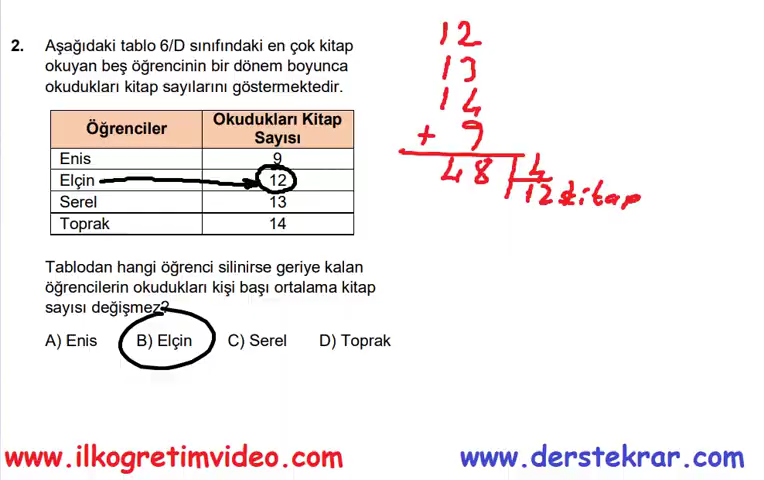 2. Aşağıdaki tablo 6/D sınıfındaki en çok kitap
okuyan beş öğrencinin bir dönem boyunca
okudukları kitap sayılarını göstermektedir.
Öğrenciler Okudukları Kitap Sayısı
Enis 9
Elçin 12
Serel 13
Toprak 14
Tablodan hangi öğrenci silinirse geriye kalan
öğrencilerin okudukları kişi başı ortalama kitap
sayısı değişmez?
A) Enis B) Elçin C) Serel D) Toprak
12
13
14
+ 9
48 4
12 kitap
www.ilkogretimvideo.com www.derstekrar.com